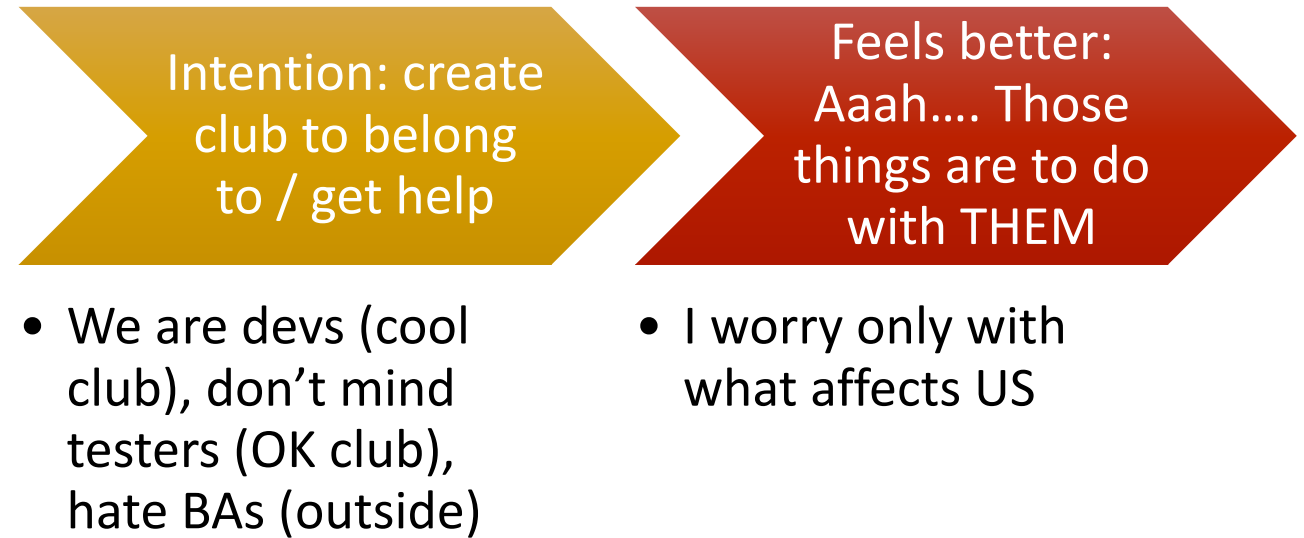 Intention: create
club to belong
to / get help
Feels better:
Aaah.... Those
things are to do
with THEM
• We are devs (cool
club), don’t mind
testers (OK club),
hate BAs (outside)
• I worry only with
what affects US